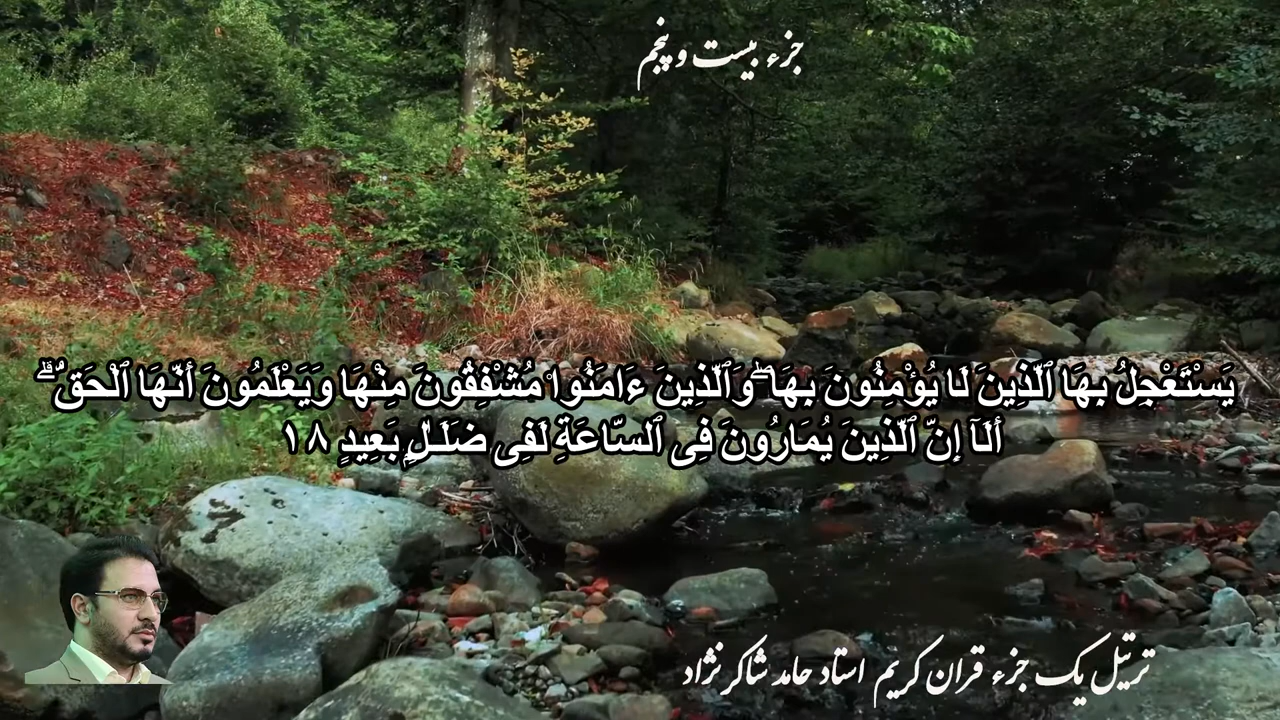 جزء بیست و پنجم
يَسْتَعْجِلُ بِهَا ٱلَّذِينَ لَا يُؤْمِنُونَ بِهَا ۖ وَٱلَّذِينَ ءَامَنُوا۟ مُشْفِقُونَ مِنْهَا وَيَعْلَمُونَ أَنَّهَا ٱلْحَقُّ ۗ
أَلَآ إِنَّ ٱلَّذِينَ يُمَارُونَ فِى ٱلسَّاعَةِ لَفِى ضَلَـٰلٍۭ بَعِيدٍ ١٨
ترتیل یک جزء قران کریم استاد حامد شاکرنژاد